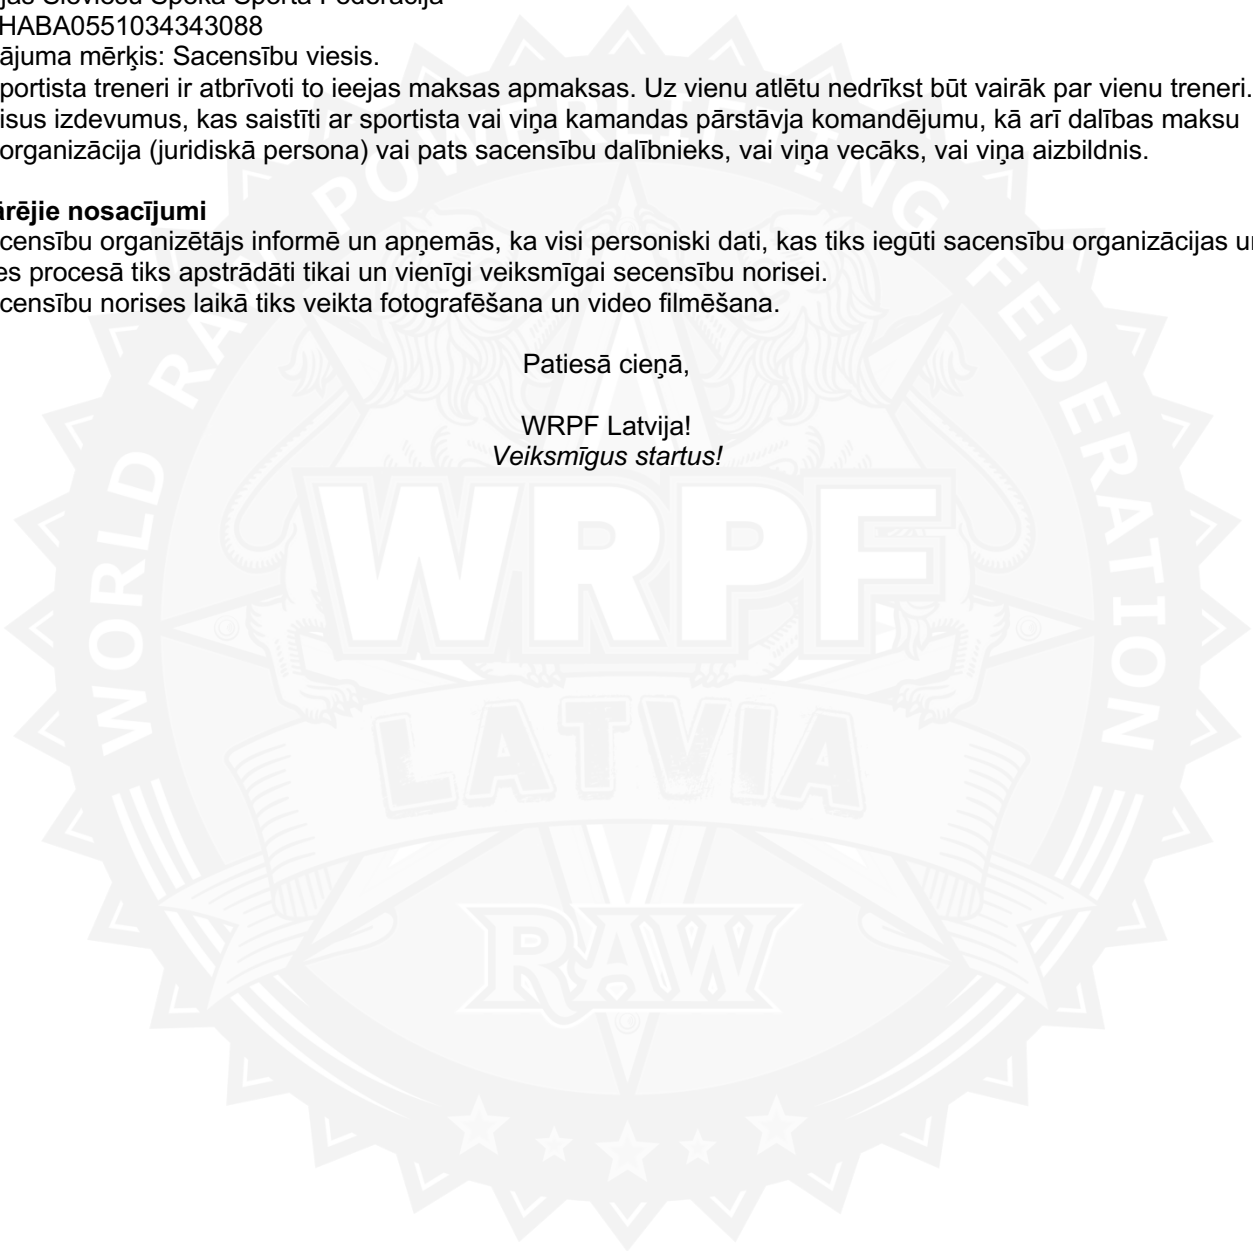 jas Sieviešu Spēka Sporta Federācija
HABA0551034343088
ājuma mērķis: Sacensību viesis.
portista treneri ir atbrīvoti to ieejas maksas apmaksas. Uz vienu atlētu nedrīkst būt vairāk par vienu treneri.
isus izdevumus, kas saistīti ar sportista vai viņa kamandas pārstāvja komandējumu, kā arī dalības maksu
organizācija (juridiskā persona) vai pats sacensību dalībnieks, vai viņa vecāks, vai viņa aizbildnis.
ārējie nosacījumi
censību organizētājs informē un apņemās, ka visi personiski dati, kas tiks iegūti sacensību organizācijas un
es procesā tiks apstrādāti tikai un vienīgi veiksmīgai secensību norisei.
censību norises laikā tiks veikta fotografēšana un video filmēšana.
Patiesā cieņā,
WRPF Latvija!
Veiksmīgus startus!
WORLD RAW POWERLIFTING FEDERATION
WRPF
LATVIA
RAW